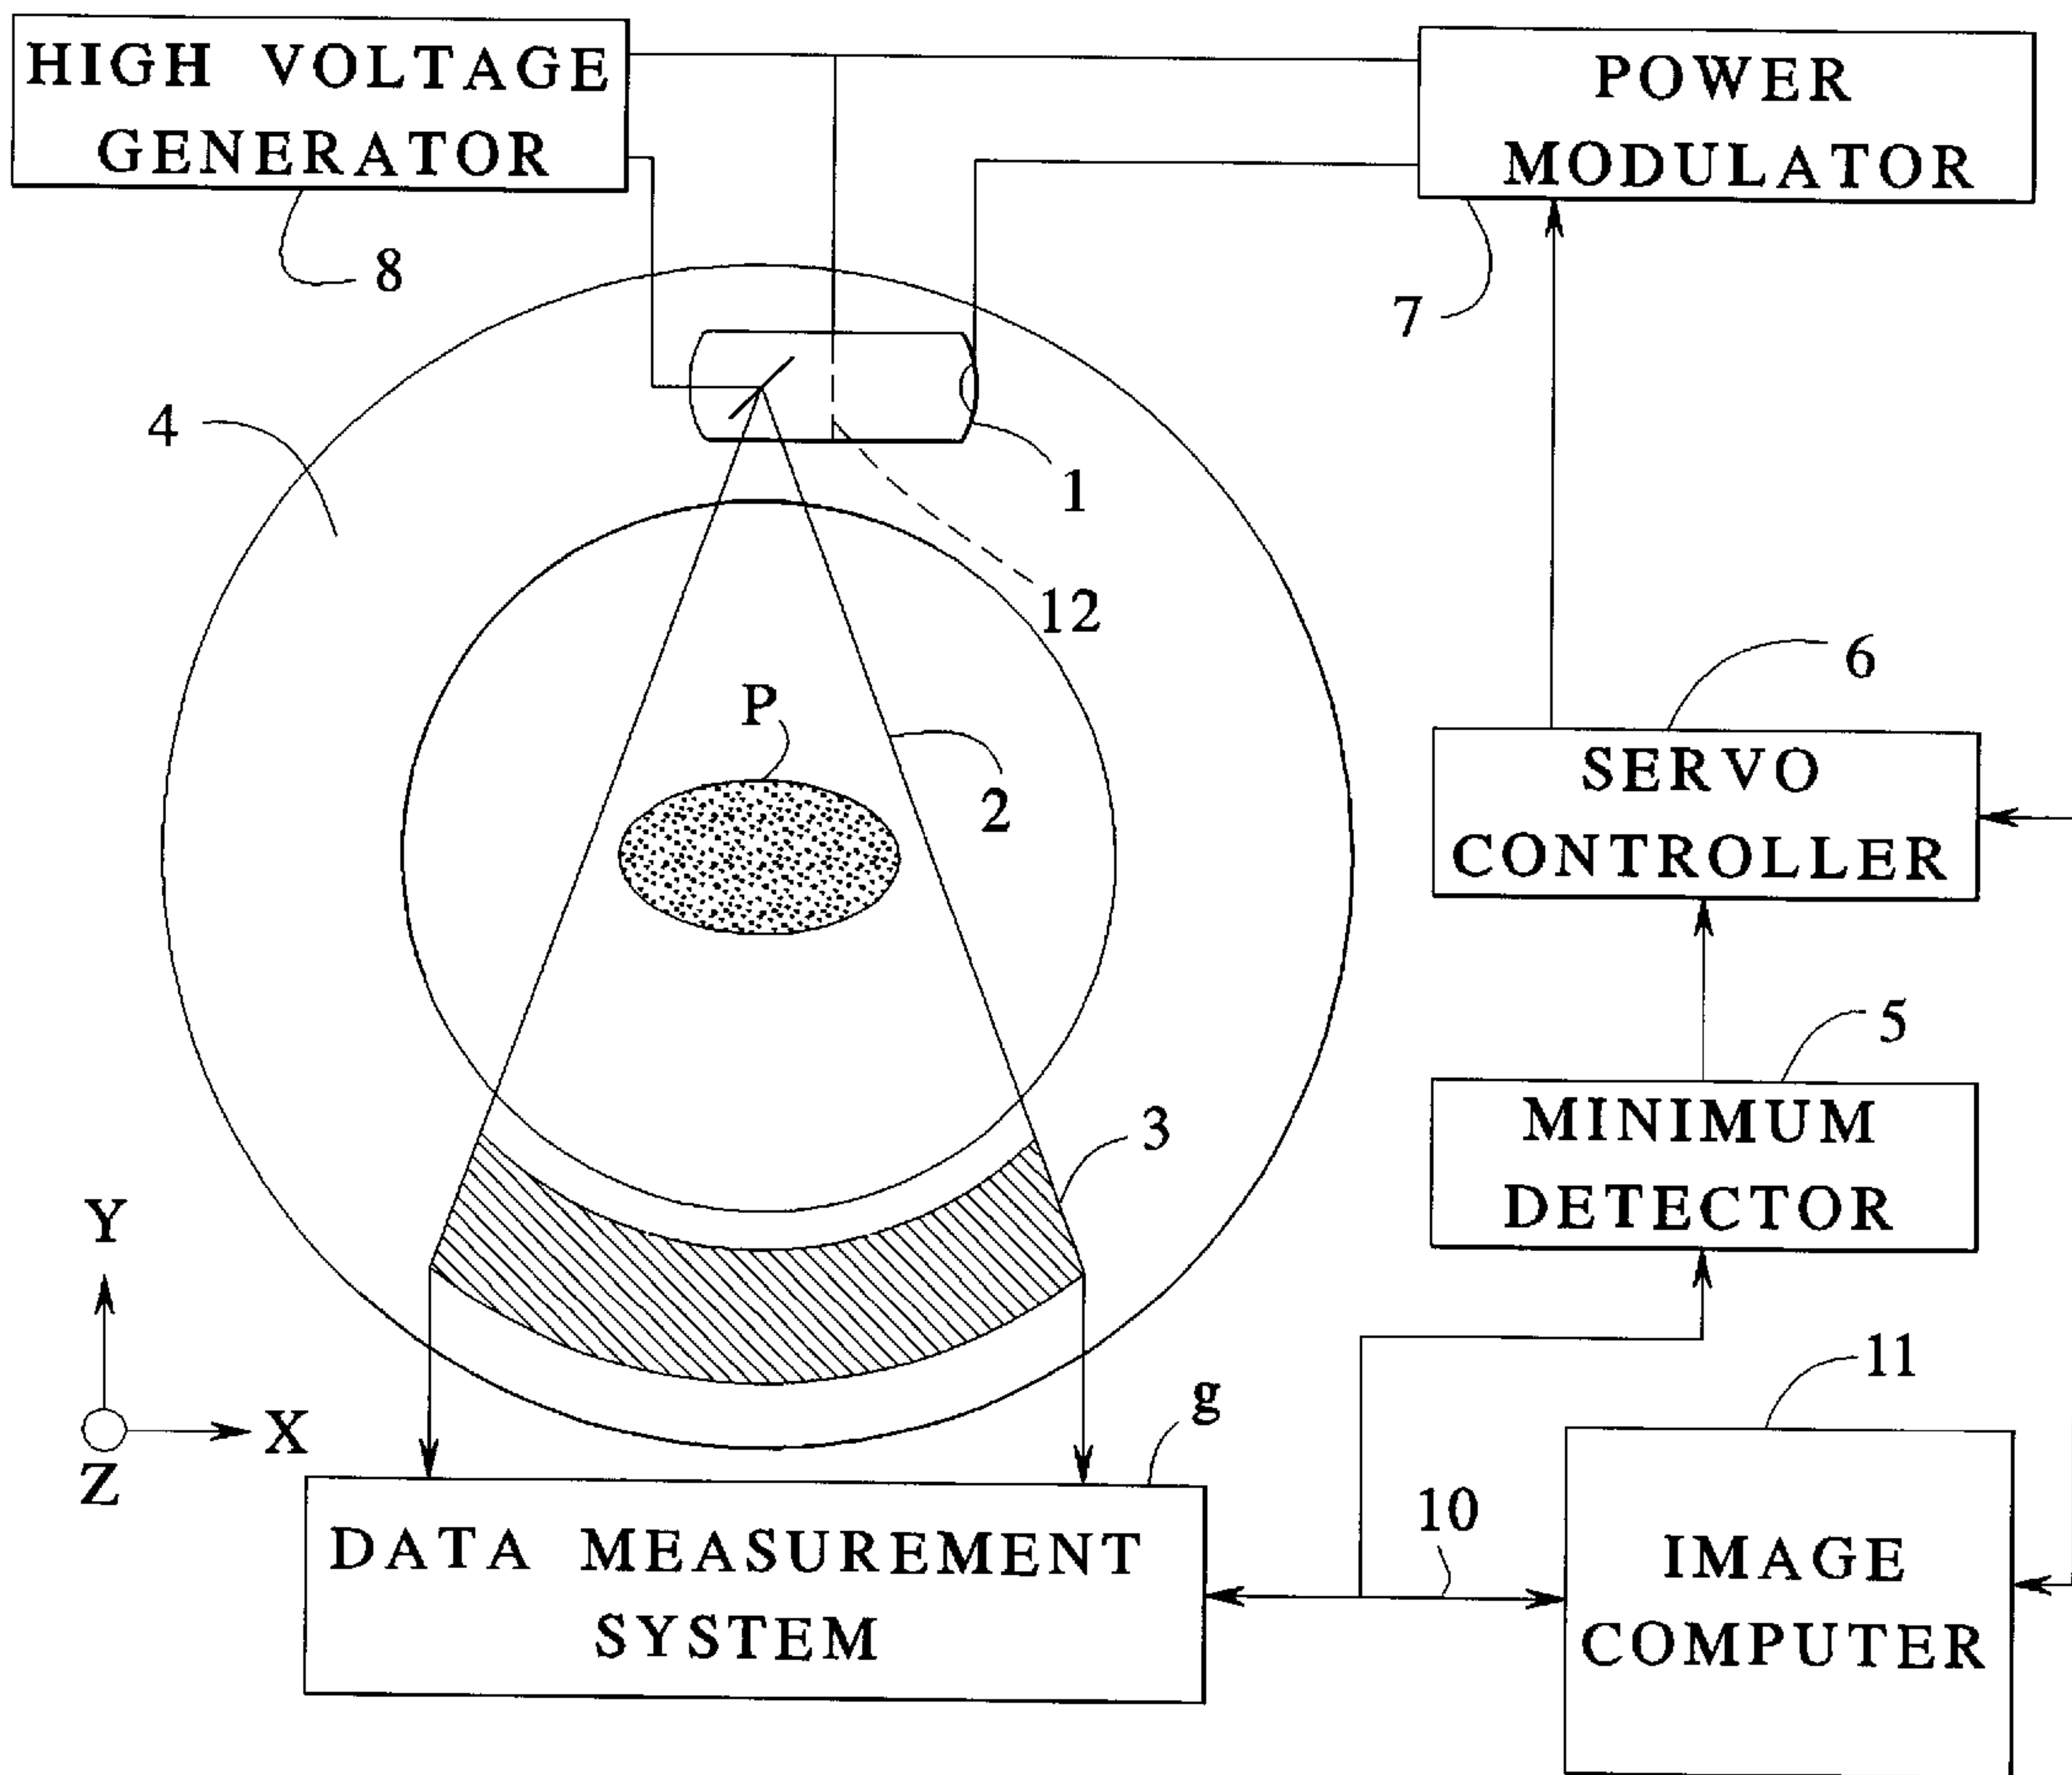 HIGH VOLTAGE
GENERATOR
POWER
MODULATOR
8
7
4
1
12
6
P
SERVO
CONTROLLER
2
5
MINIMUM
DETECTOR
3
Y
X
Z
11
g
10
DATA MEASUREMENT
SYSTEM
IMAGE
COMPUTER